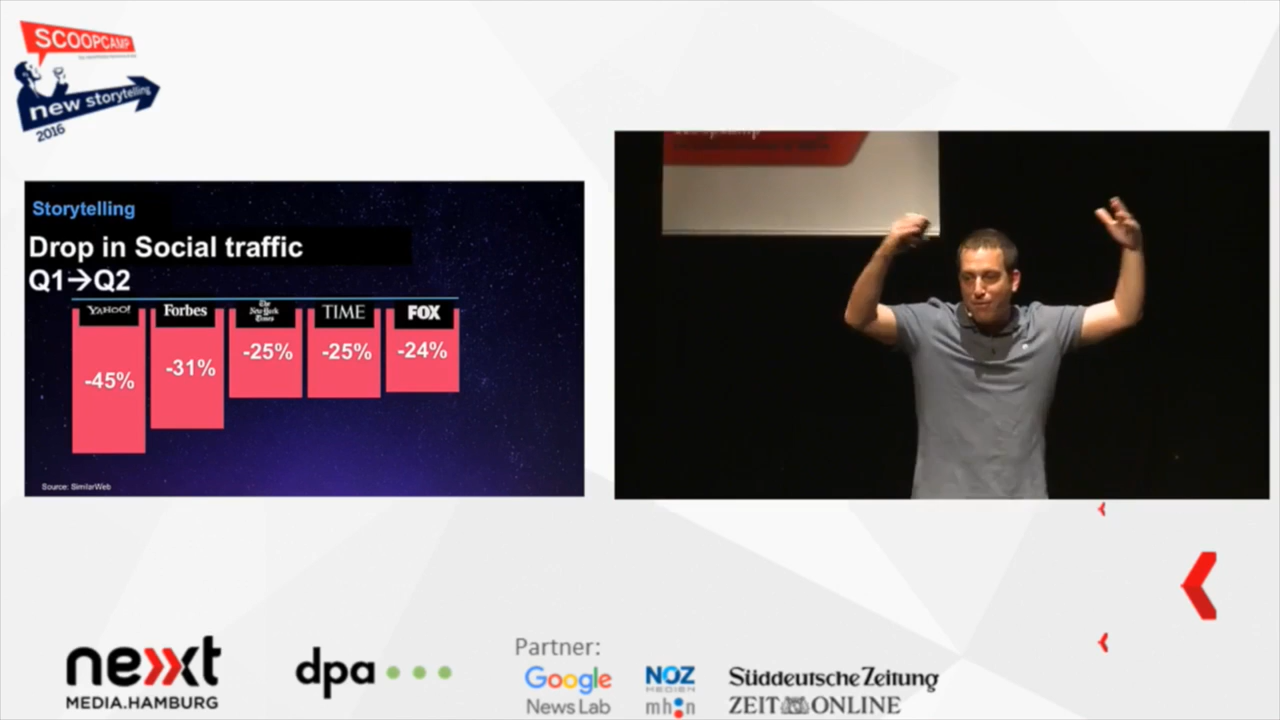 SCOOPCAMP
new storytelling
2016
Storytelling
Drop in Social traffic
Q1→Q2
YAHOO!
Forbes
The
New York
Times
TIME
FOX
-45%
-31%
-25%
-25%
-24%
Source: SimilarWeb
nexxt
MEDIA.HAMBURG
dpa
Partner:
Google
News Lab
NOZ
MEDIEN
mh:n
Süddeutsche Zeitung
ZEIT ONLINE